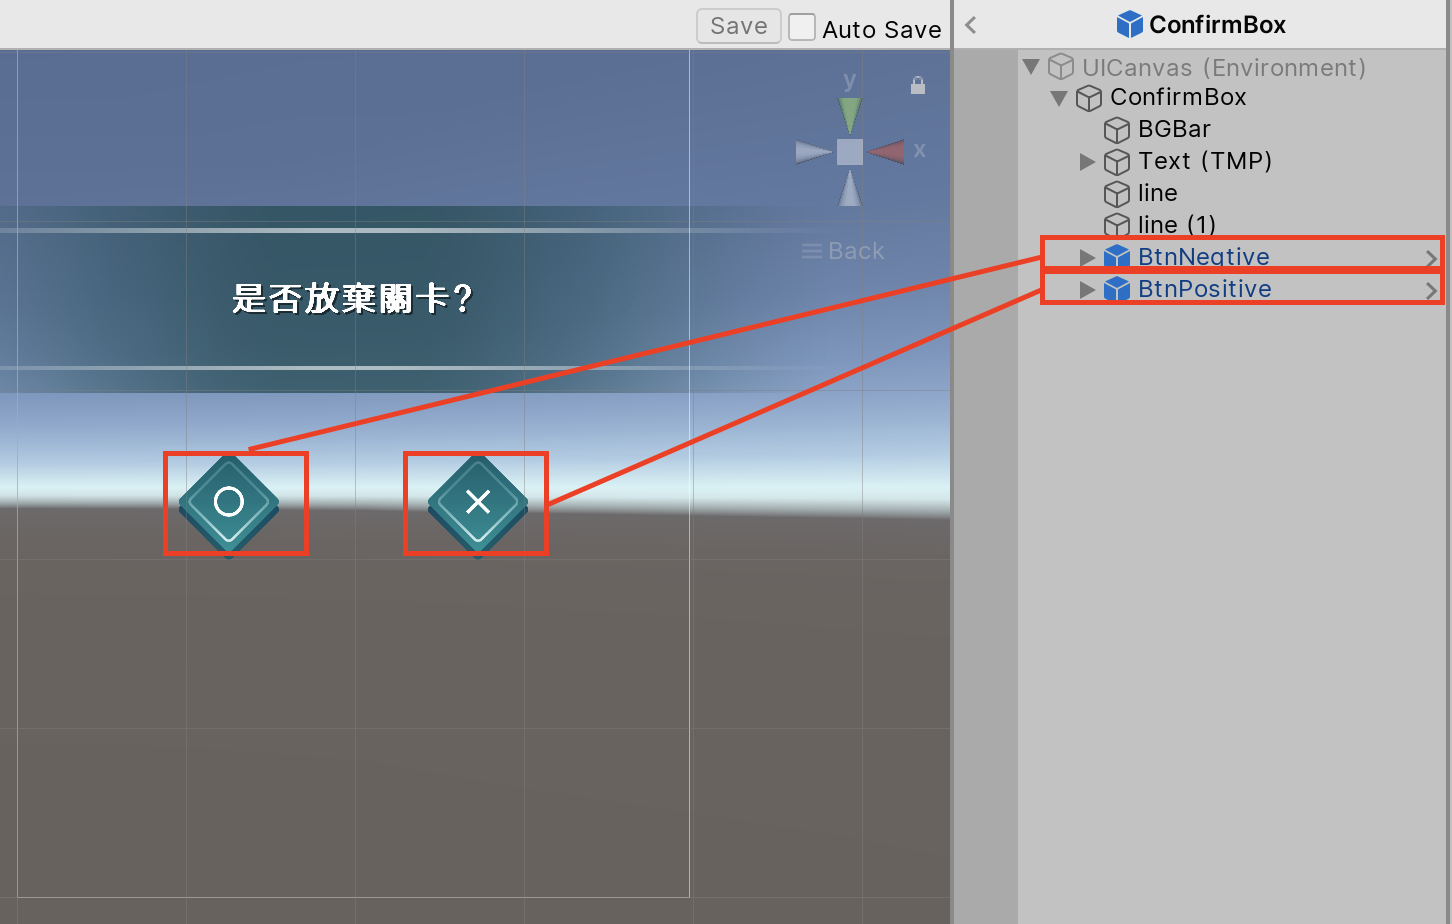 Save Auto Save
y
x
Back
是否放棄關卡?
ConfirmBox
UICanvas (Environment)
ConfirmBox
BGBar
Text (TMP)
line
line (1)
BtnNeqtive
BtnPositive